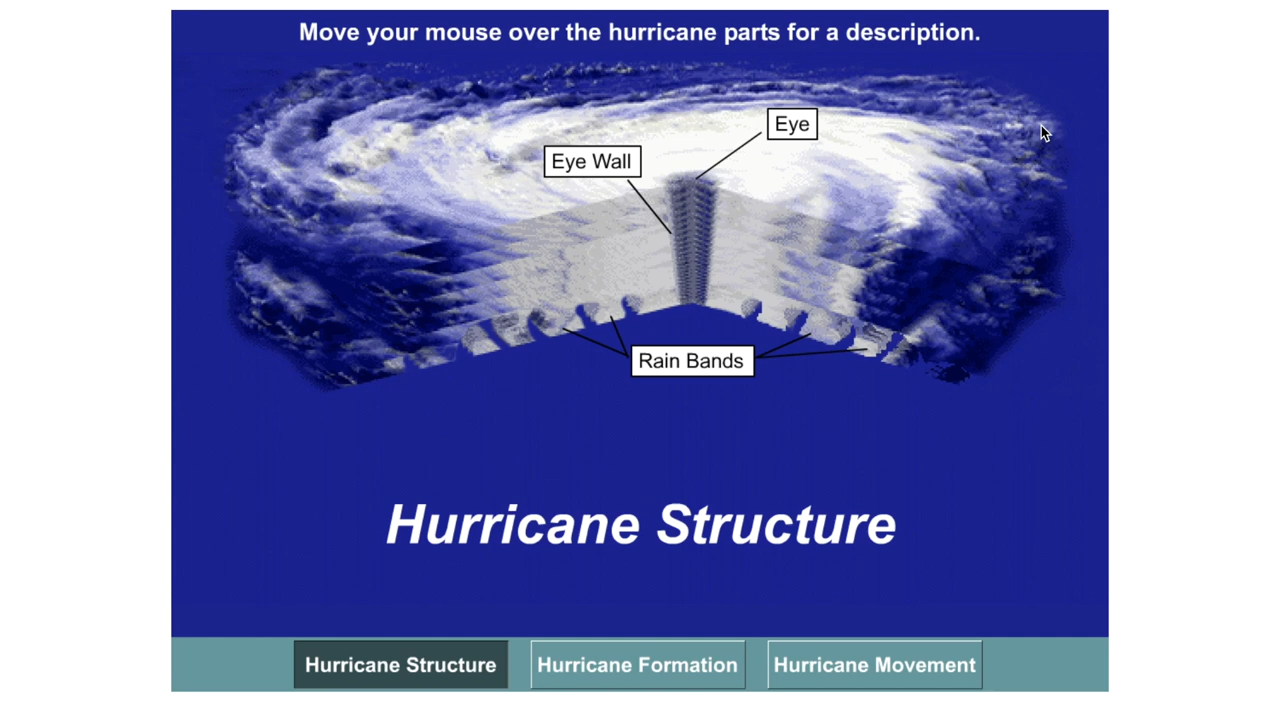 Move your mouse over the hurricane parts for a description.
Eye
Eye Wall
Rain Bands
Hurricane Structure
Hurricane Structure
Hurricane Formation
Hurricane Movement